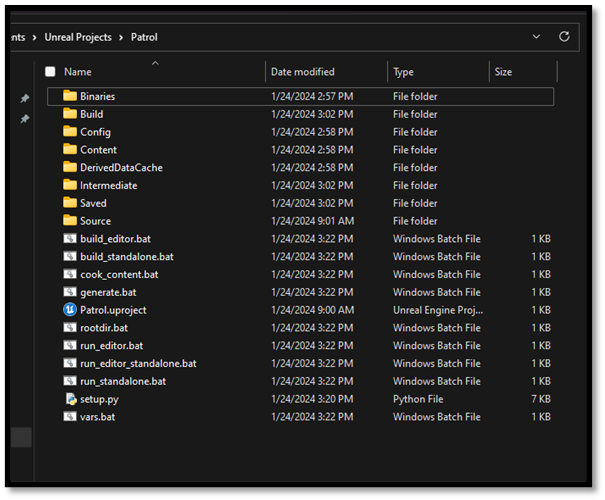 ents > Unreal Projects > Patrol
Name Date modified Type Size
Binaries 1/24/2024 2:57 PM File folder
Build 1/24/2024 3:02 PM File folder
Config 1/24/2024 2:58 PM File folder
Content 1/24/2024 2:58 PM File folder
DerivedDataCache 1/24/2024 2:58 PM File folder
Intermediate 1/24/2024 3:02 PM File folder
Saved 1/24/2024 3:02 PM File folder
Source 1/24/2024 9:01 AM File folder
build_editor.bat 1/24/2024 3:22 PM Windows Batch File 1 KB
build_standalone.bat 1/24/2024 3:22 PM Windows Batch File 1 KB
cook_content.bat 1/24/2024 3:22 PM Windows Batch File 1 KB
generate.bat 1/24/2024 3:22 PM Windows Batch File 1 KB
Patrol.uproject 1/24/2024 9:00 AM Unreal Engine Proj... 1 KB
rootdir.bat 1/24/2024 3:22 PM Windows Batch File 1 KB
run_editor.bat 1/24/2024 3:22 PM Windows Batch File 1 KB
run_editor_standalone.bat 1/24/2024 3:22 PM Windows Batch File 1 KB
run_standalone.bat 1/24/2024 3:22 PM Windows Batch File 1 KB
setup.py 1/24/2024 3:20 PM Python File 7 KB
vars.bat 1/24/2024 3:22 PM Windows Batch File 1 KB